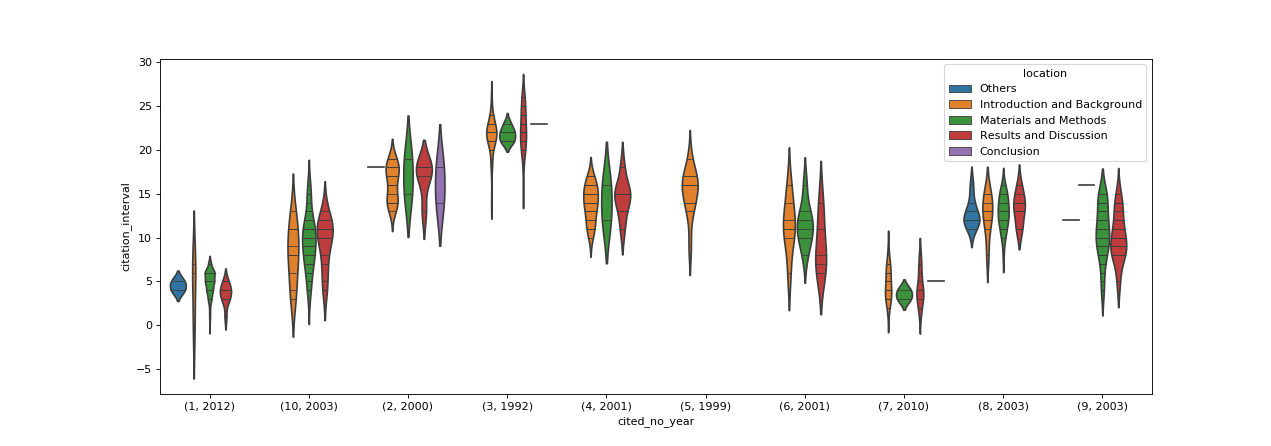 30
25
20
15
10
5
0
−5
citation_interval
(1, 2012)
(10, 2003)
(2, 2000)
(3, 1992)
(4, 2001)
(5, 1999)
(6, 2001)
(7, 2010)
(8, 2003)
(9, 2003)
cited_no_year
location
Others
Introduction and Background
Materials and Methods
Results and Discussion
Conclusion